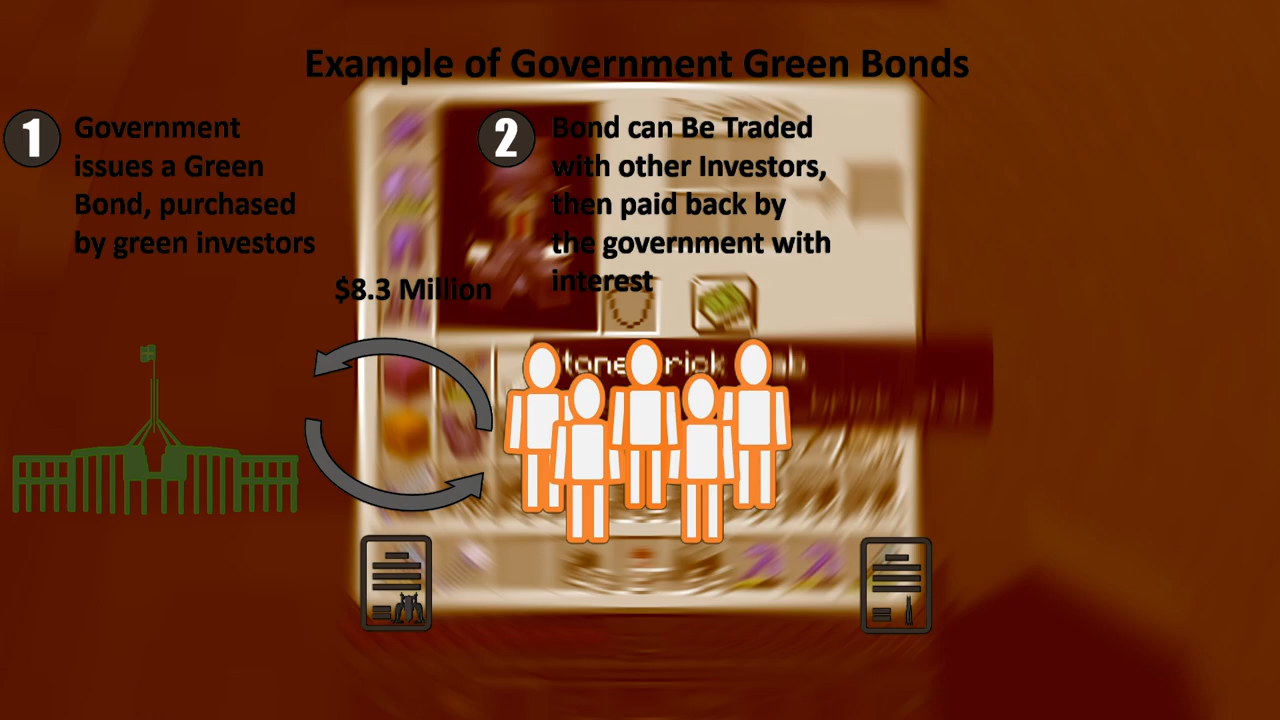 Example of Government Green Bonds
1
Government
issues a Green
Bond, purchased
by green investors
2
Bond can Be Traded
with other Investors,
then paid back by
the government with
interest
$8.3 Million